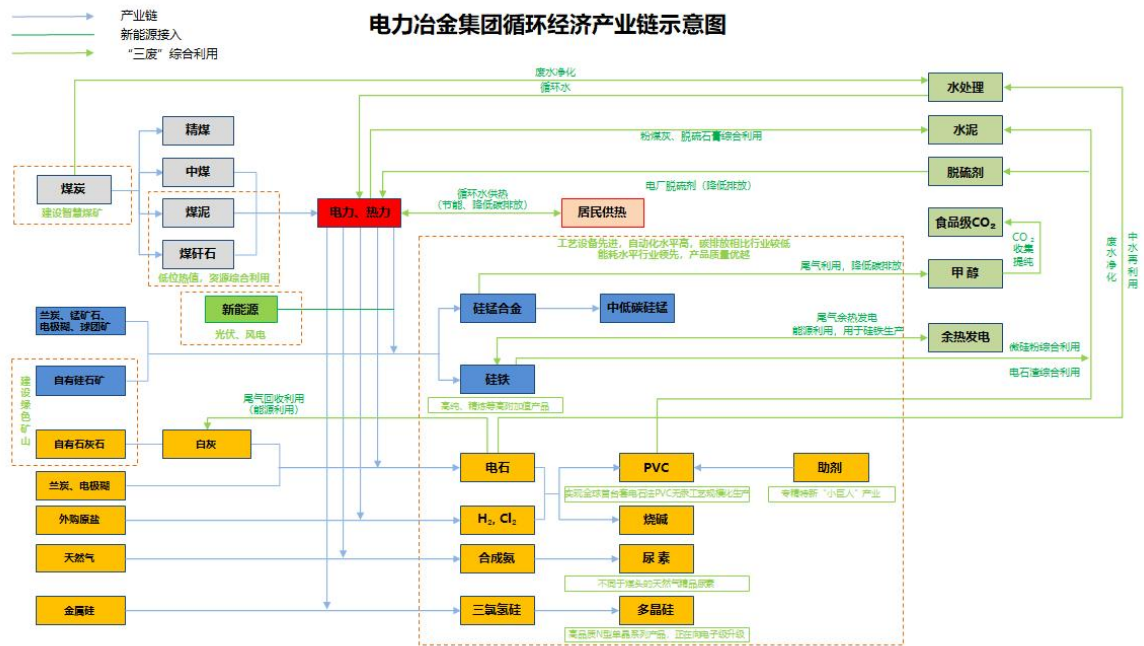 电力冶金集团循环经济产业链示意图
产业链
新能源接入
“三废”综合利用
废水净化
循环水
水处理
精煤
粉煤灰、脱硫石膏综合利用
水泥
中煤
煤炭
建设智慧煤矿
电厂脱硫剂（降低排放）
脱硫剂
煤泥
电力、热力
循环水供热
（节能、降低碳排放）
居民供热
食品级CO₂
煤矸石
低位热值，资源综合利用
工艺设备先进，自动化水平高，碳排放相比行业较低
能耗水平行业领先，产品质量优越
CO₂
收集
提纯
废水净化
中水再利用
尾气利用，降低碳排放
甲醇
新能源
光伏、风电
兰炭、锰矿石、
电极糊、球团矿
硅锰合金
中低碳硅锰
尾气余热发电
能源利用，用于硅铁生产
余热发电
微硅粉综合利用
建设绿色矿山
自有硅石矿
硅铁
电石渣综合利用
高纯、精炼等高附加值产品
尾气回收利用
（能源利用）
自有石灰石
白灰
电石
PVC
助剂
兰炭、电极糊
实现全球首台套电石法PVC无汞工艺规模化生产
专精特新“小巨人”产业
外购原盐
H₂, Cl₂
烧碱
天然气
合成氨
尿素
不同于煤头的天然气精品尿素
金属硅
三氯氢硅
多晶硅
高品质N型单晶系列产品，正在向电子级升级